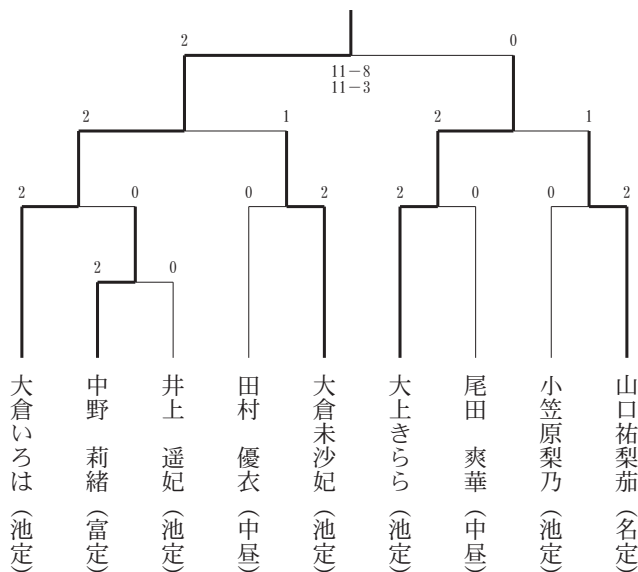 2 0
11－8
11－3
2 1 2 1
2 0 0 2 2 0 0 2
2 0
大倉いろは（池定）
中野　莉緒（富定）
井上　遥妃（池定）
田村　優衣（中昼）
大倉未沙妃（池定）
大上きらら（池定）
尾田　爽華（中昼）
小笠原梨乃（池定）
山口祐梨茄（名定）